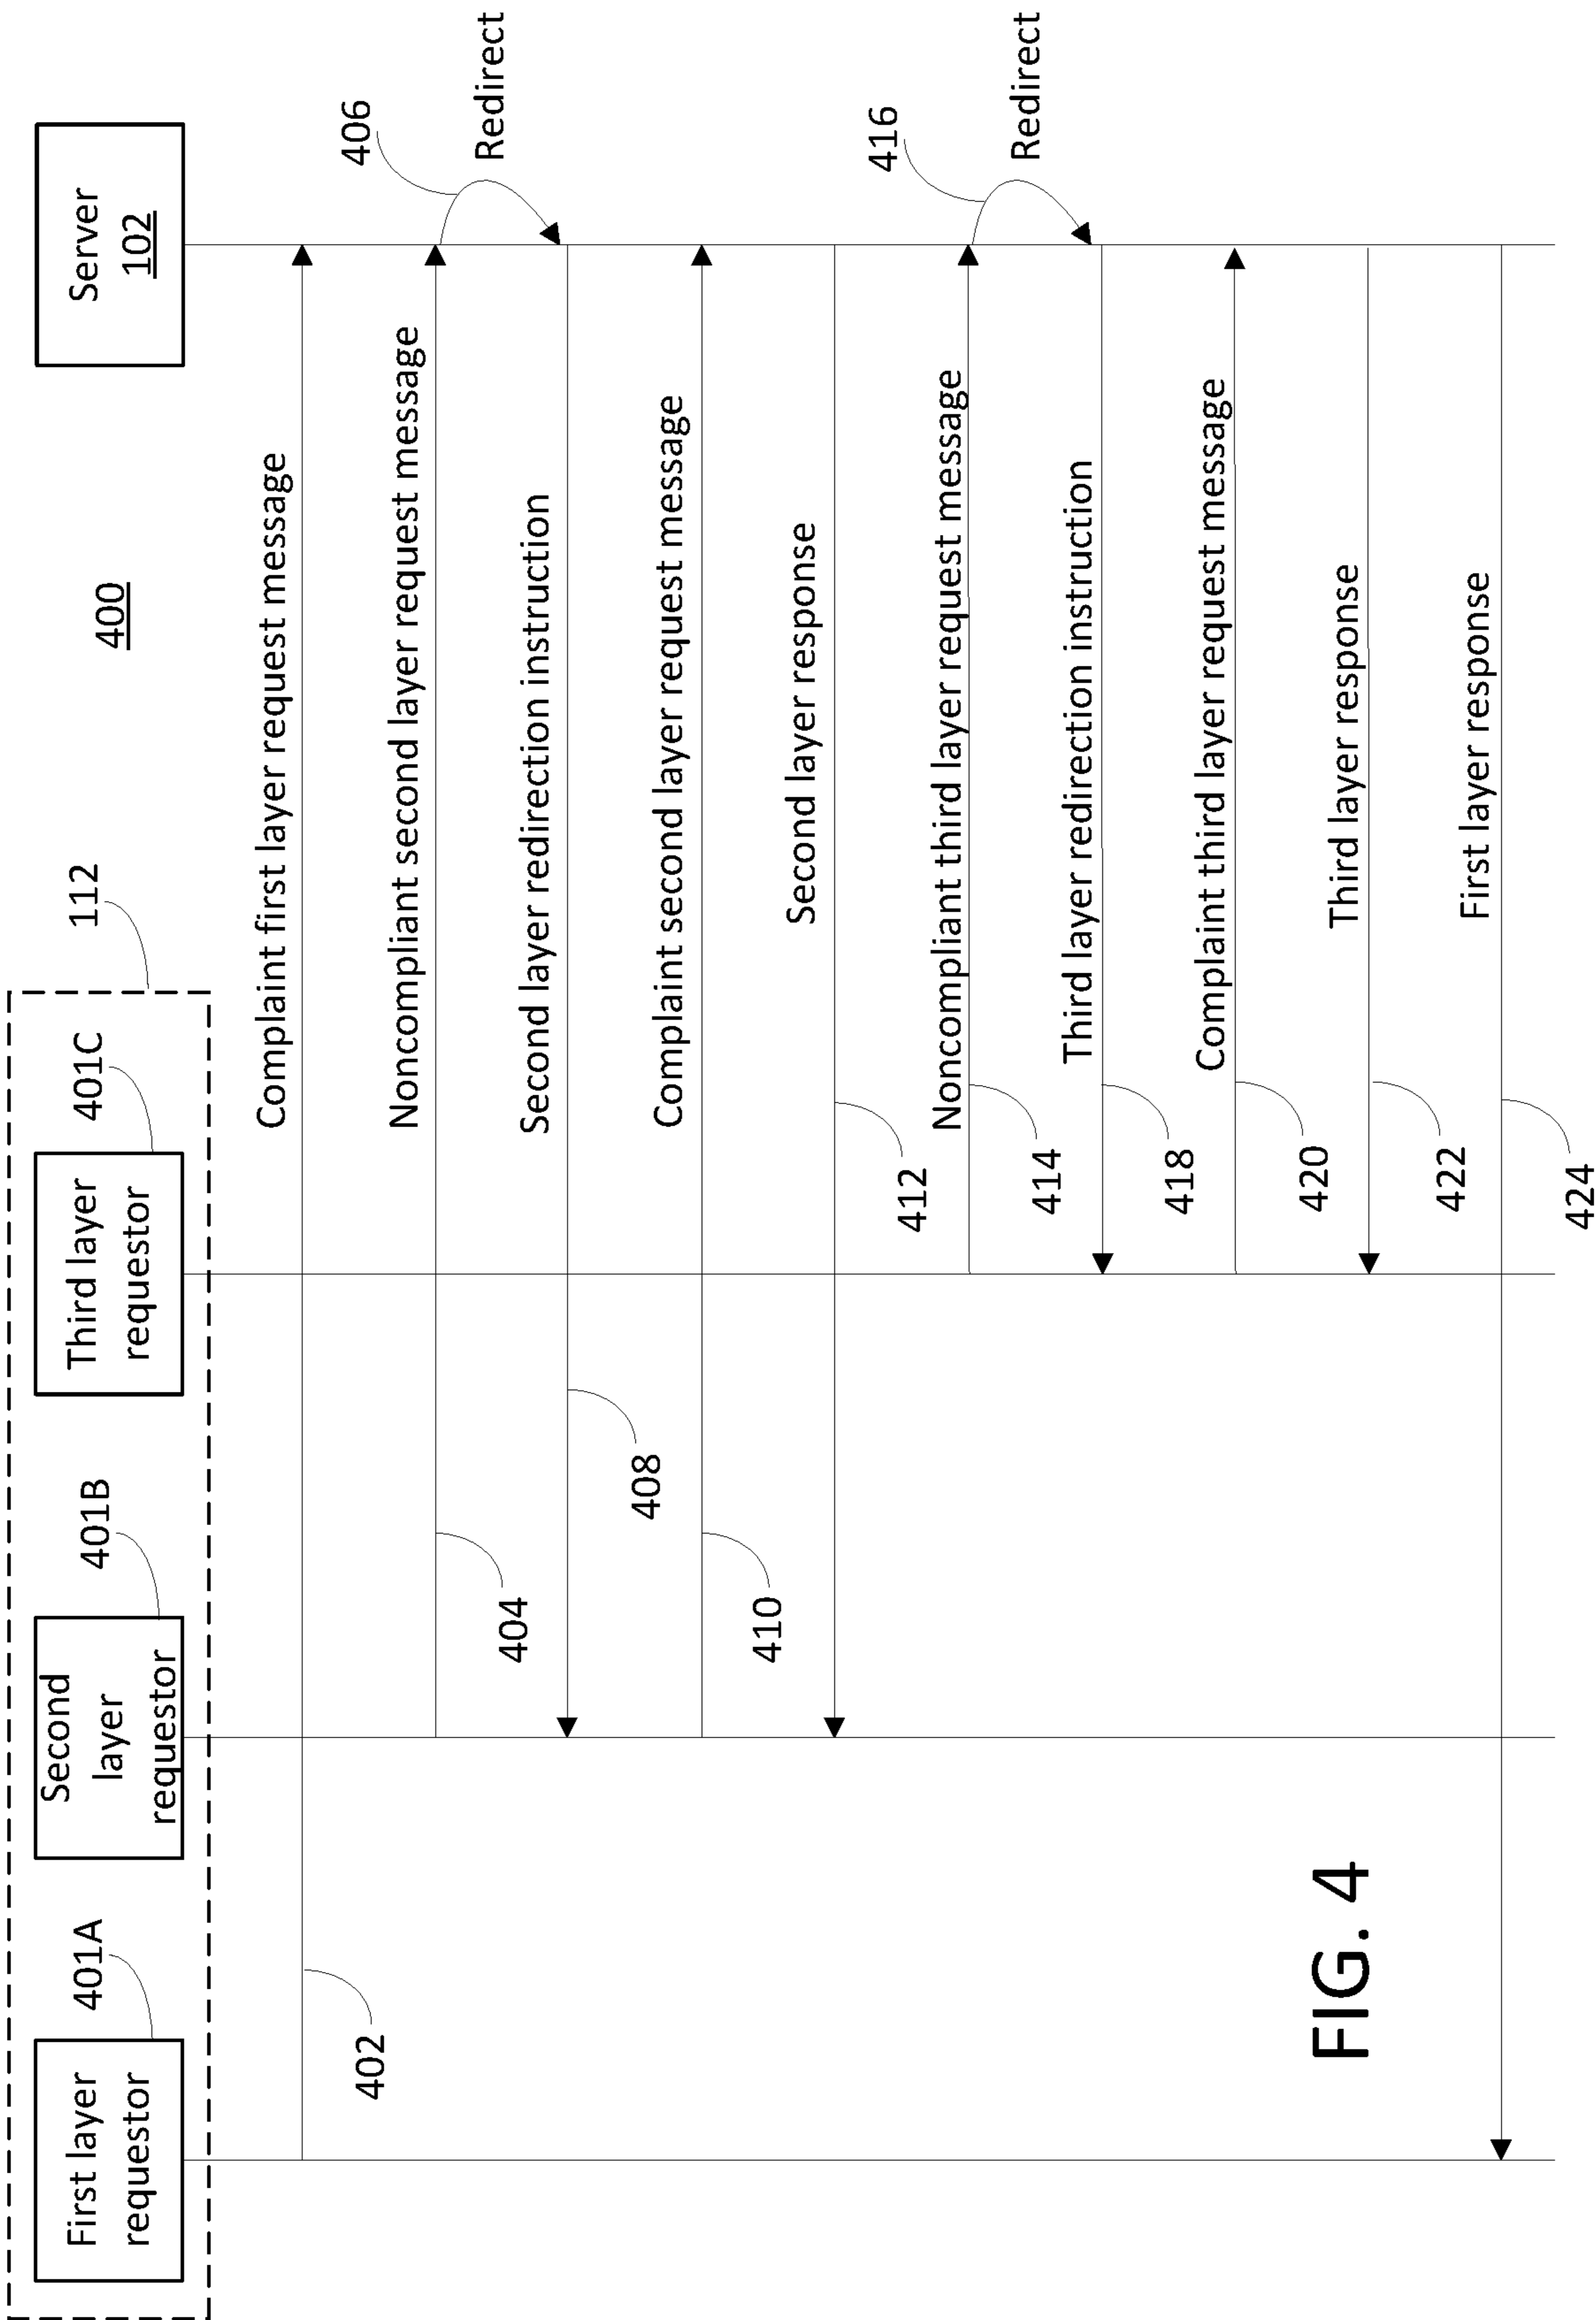 400
112
First layer
requestor
401A
Second
layer
requestor
401B
Third layer
requestor
401C
Server
102
Complaint first layer request message
402
Noncompliant second layer request message
404
406
Redirect
Second layer redirection instruction
408
Complaint second layer request message
410
Second layer response
412
Noncompliant third layer request message
414
416
Redirect
Third layer redirection instruction
418
Complaint third layer request message
420
Third layer response
422
First layer response
424
FIG. 4